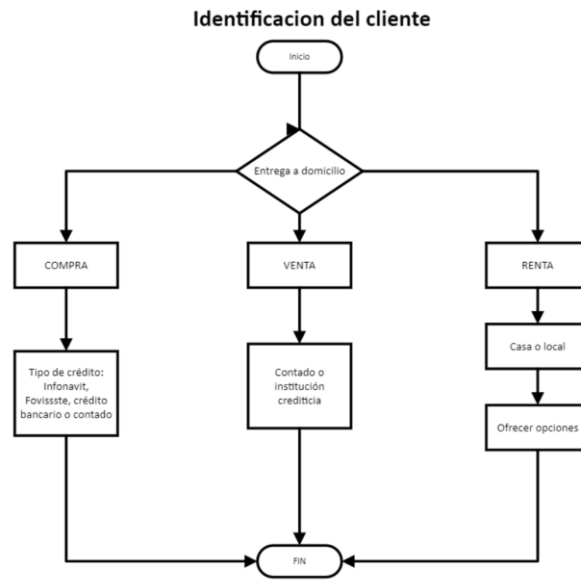 Identificacion del cliente
Inicio
Entrega a domicilio
COMPRA
VENTA
RENTA
Tipo de crédito:
Infonavit,
Fovissste, crédito
bancario o contado
Contado o
institución
crediticia
Casa o local
Ofrecer opciones
FIN